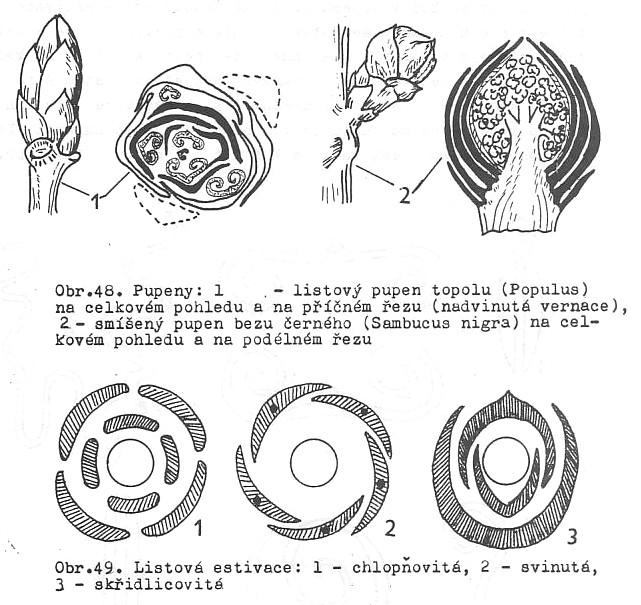 1
2
Obr.48. Pupeny: 1 - listový pupen topolu (Populus)
na celkovém pohledu a na příčném řezu (nadvinutá vernace),
2 - smíšený pupen bezu černého (Sambucus nigra) na cel-
kovém pohledu a na podélném řezu
1
2
3
Obr.49. Listová estivace: 1 - chlopňovitá, 2 - svinutá,
3 - skřidlicovitá